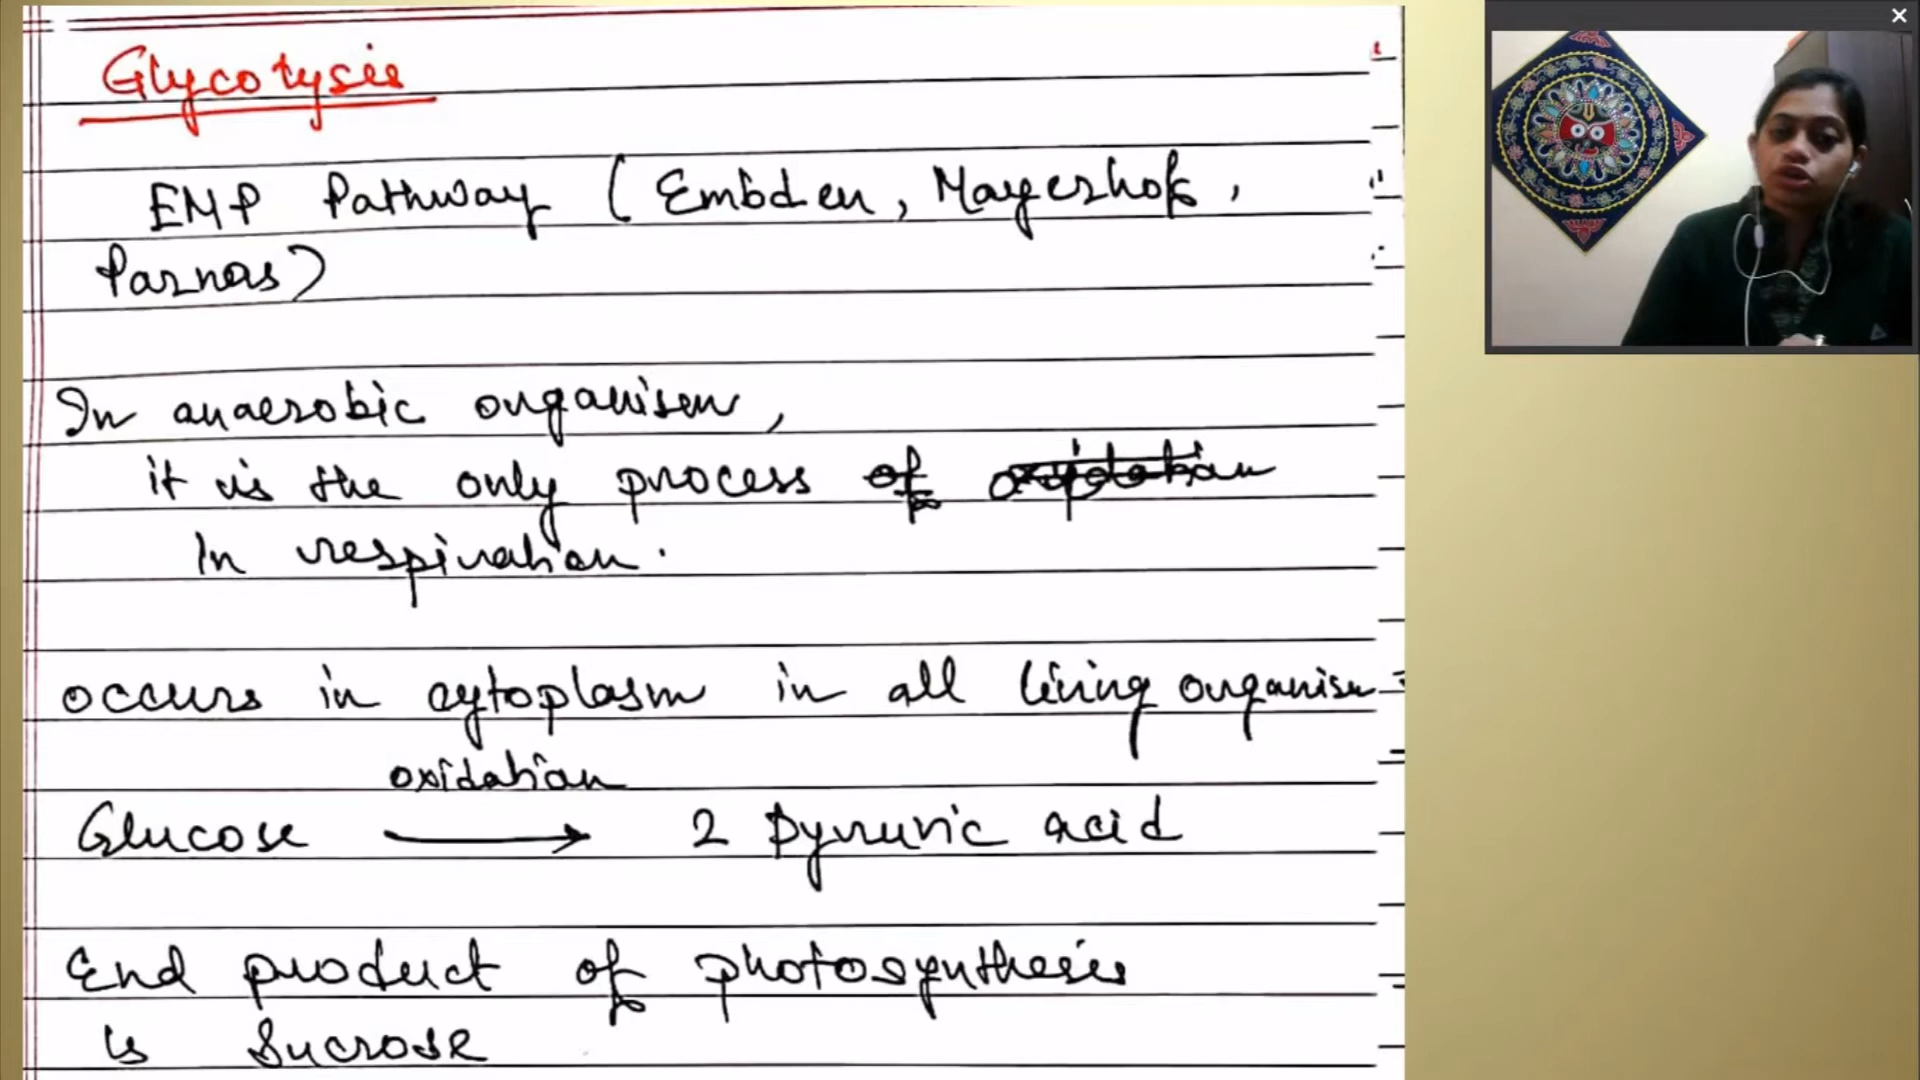 Glycolysis
EMP Pathway (Embden, Mayerhof,
Parnas)
In anaerobic organism,
it is the only process of oxidation
In respiration.
occurs in cytoplasm in all living organism
oxidation
Glucose → 2 pyruvic acid
End product of photosynthesis
is Sucrose